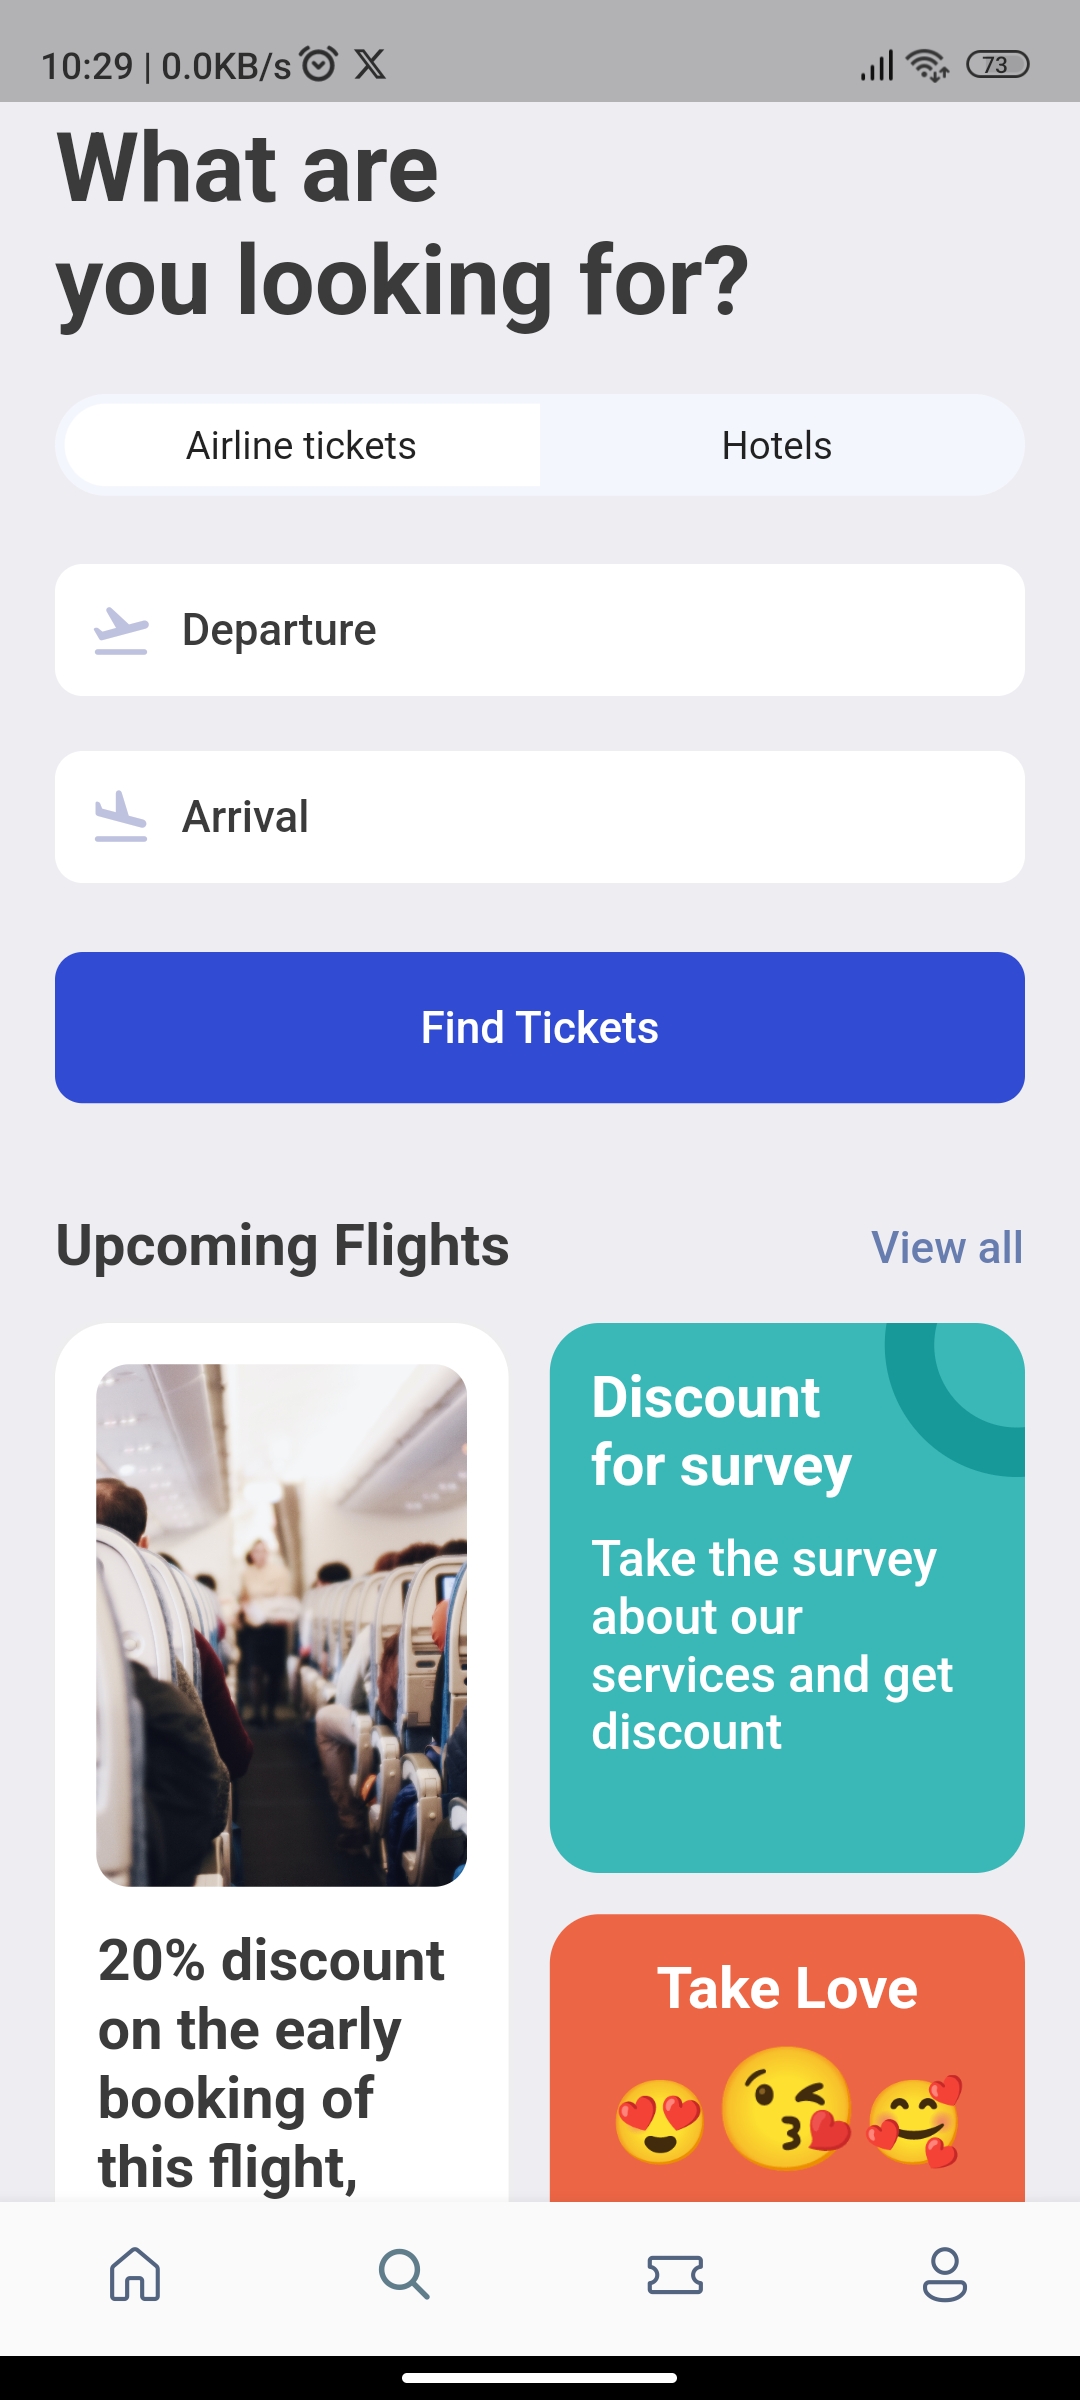 10:29 | 0.0KB/s
73
What are
you looking for?
Airline tickets
Hotels
Departure
Arrival
Find Tickets
Upcoming Flights
View all
20% discount
on the early
booking of
this flight,
Discount
for survey
Take the survey
about our
services and get
discount
Take Love